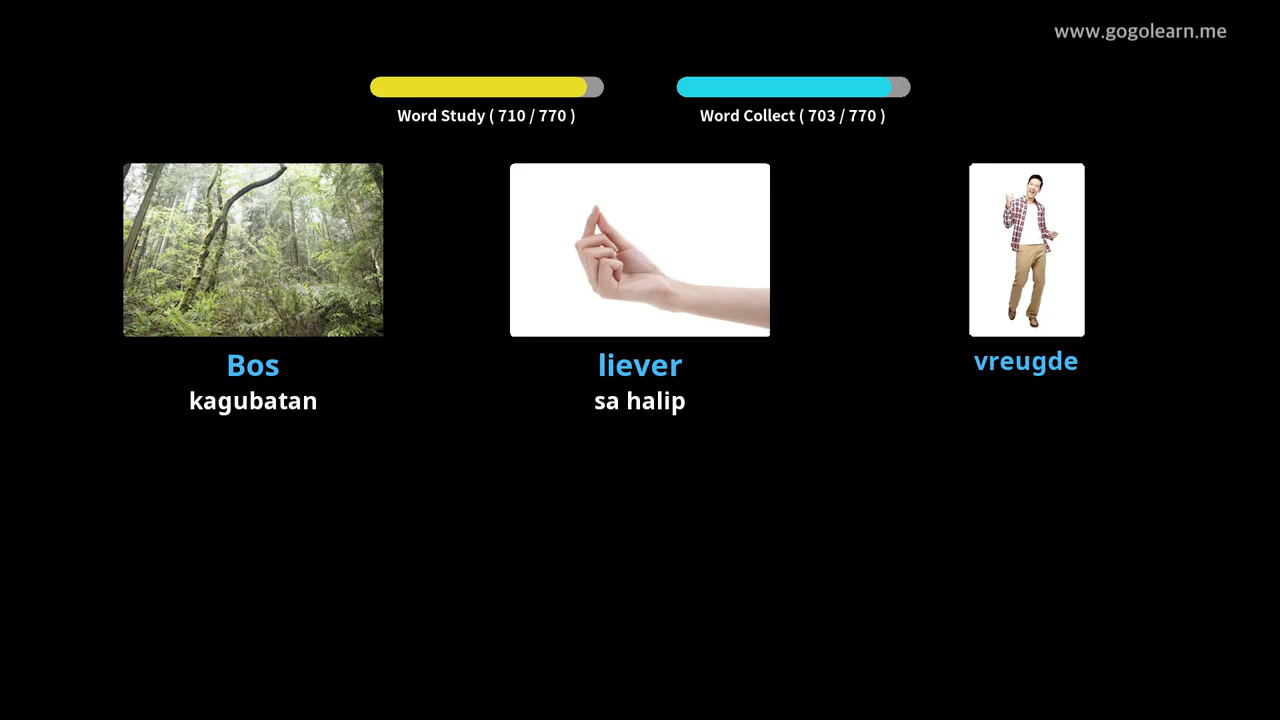 www.gogolearn.me
Word Study ( 710 / 770 )
Word Collect ( 703 / 770 )
Bos
kagubatan
liever
sa halip
vreugde